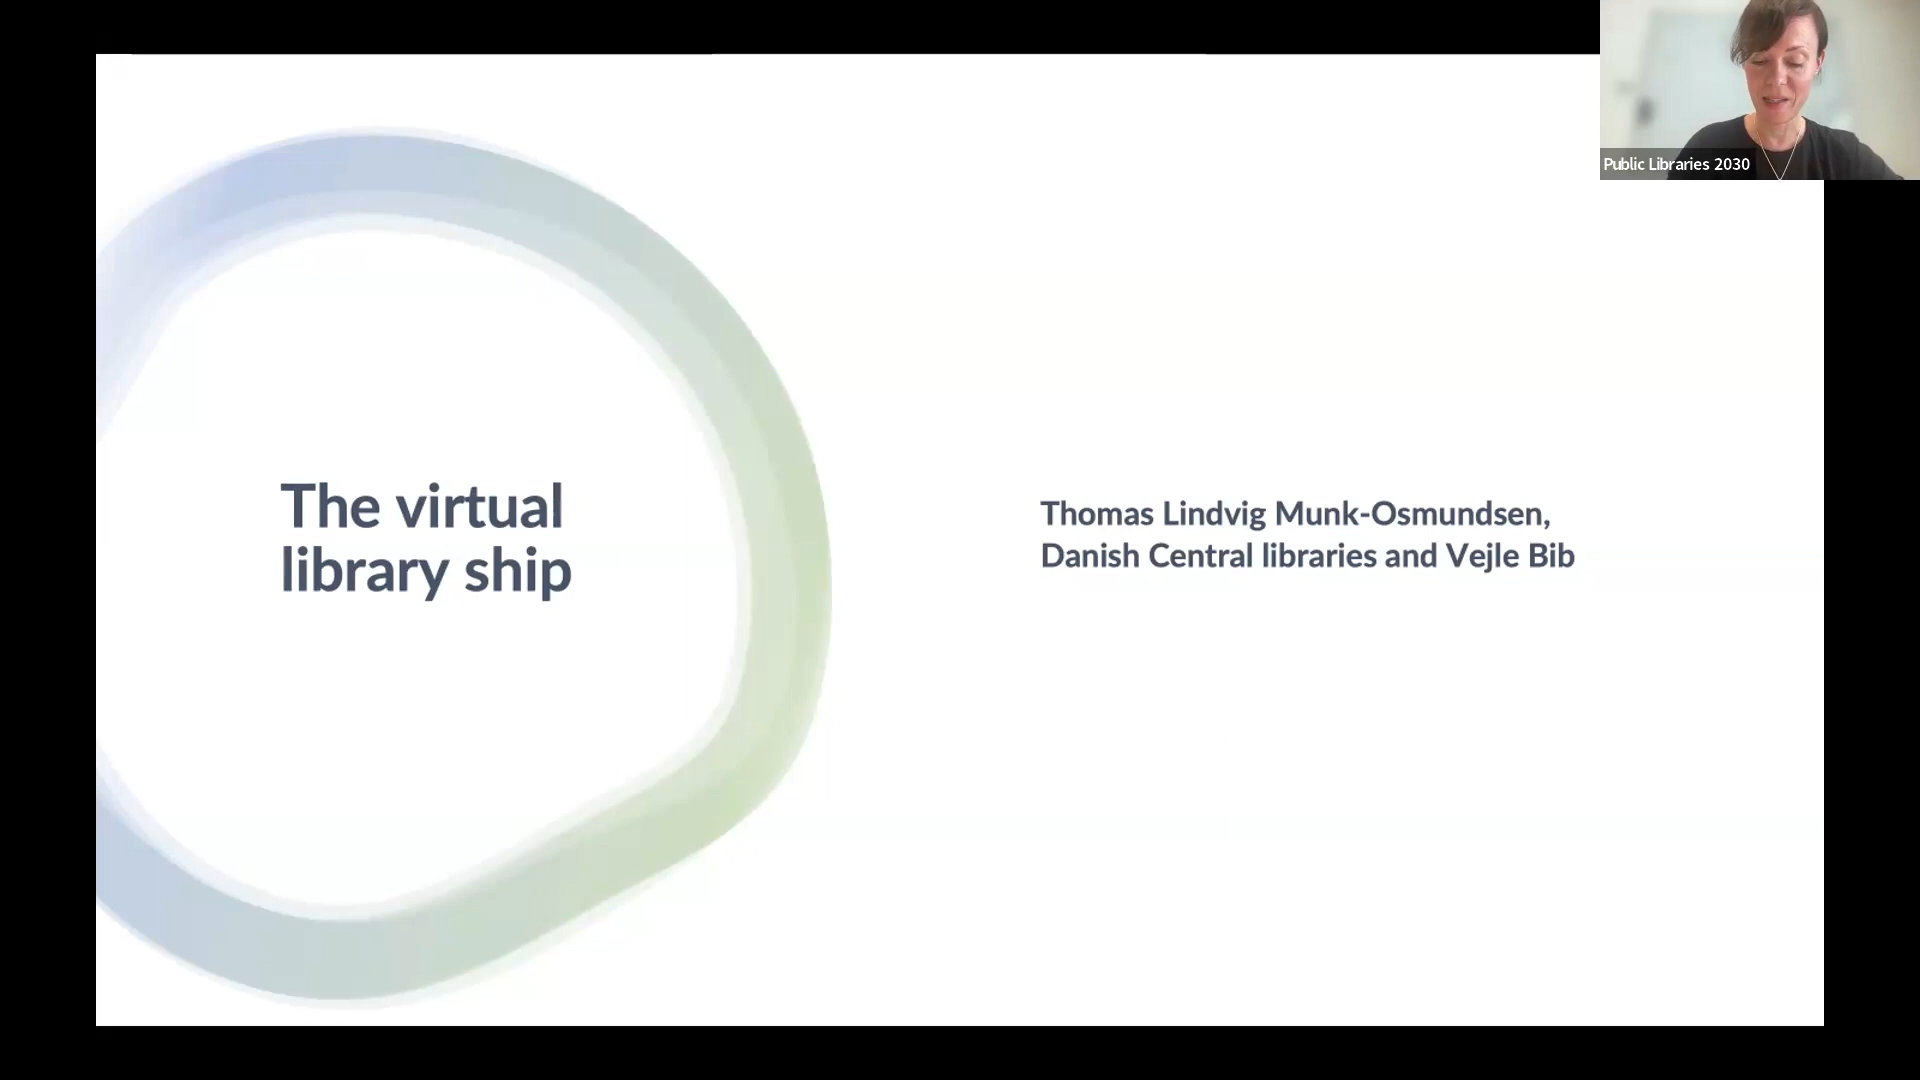 The virtual
library ship
Thomas Lindvig Munk-Osmundsen,
Danish Central libraries and Vejle Bib
Public Libraries 2030